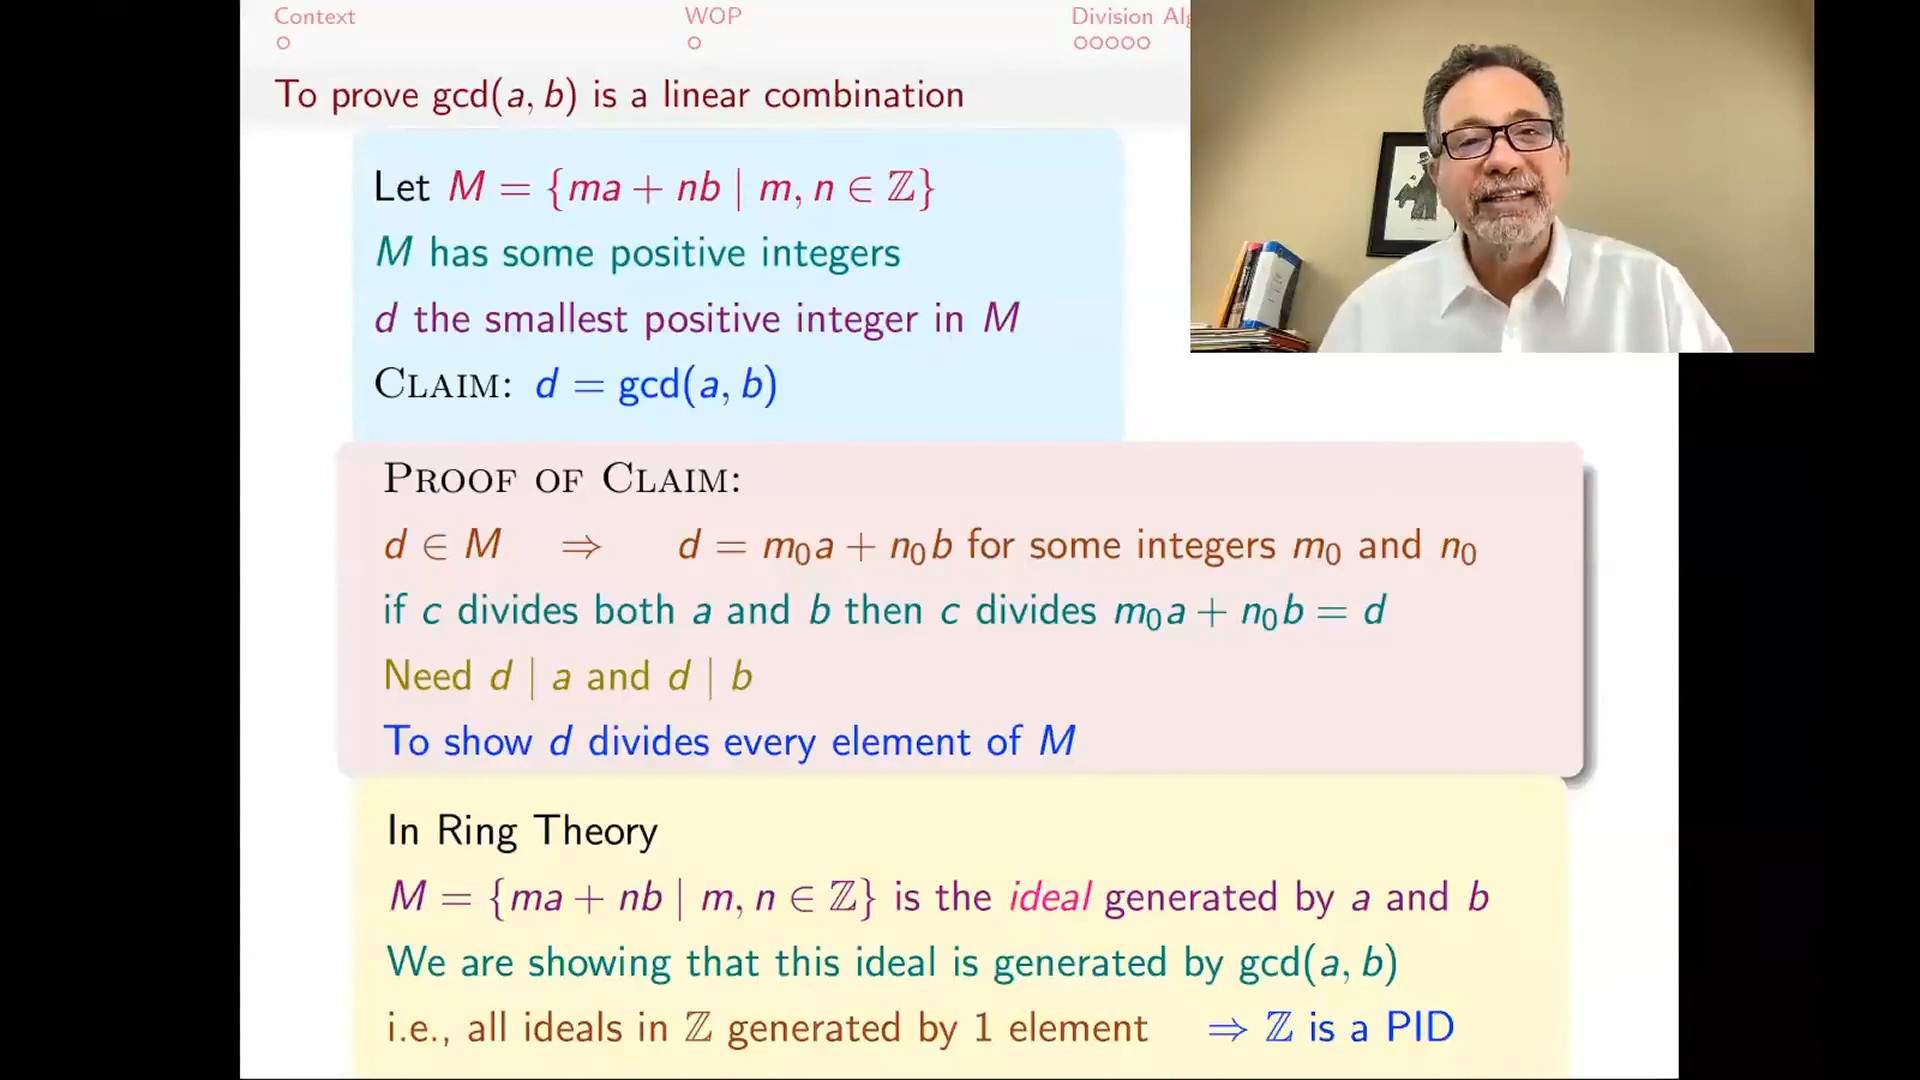 Context WOP Division Alg
To prove gcd(a, b) is a linear combination
Let M = {ma + nb | m, n ∈ ℤ}
M has some positive integers
d the smallest positive integer in M
CLAIM: d = gcd(a, b)
PROOF OF CLAIM:
d ∈ M ⇒ d = m₀a + n₀b for some integers m₀ and n₀
if c divides both a and b then c divides m₀a + n₀b = d
Need d | a and d | b
To show d divides every element of M
In Ring Theory
M = {ma + nb | m, n ∈ ℤ} is the ideal generated by a and b
We are showing that this ideal is generated by gcd(a, b)
i.e., all ideals in ℤ generated by 1 element ⇒ ℤ is a PID